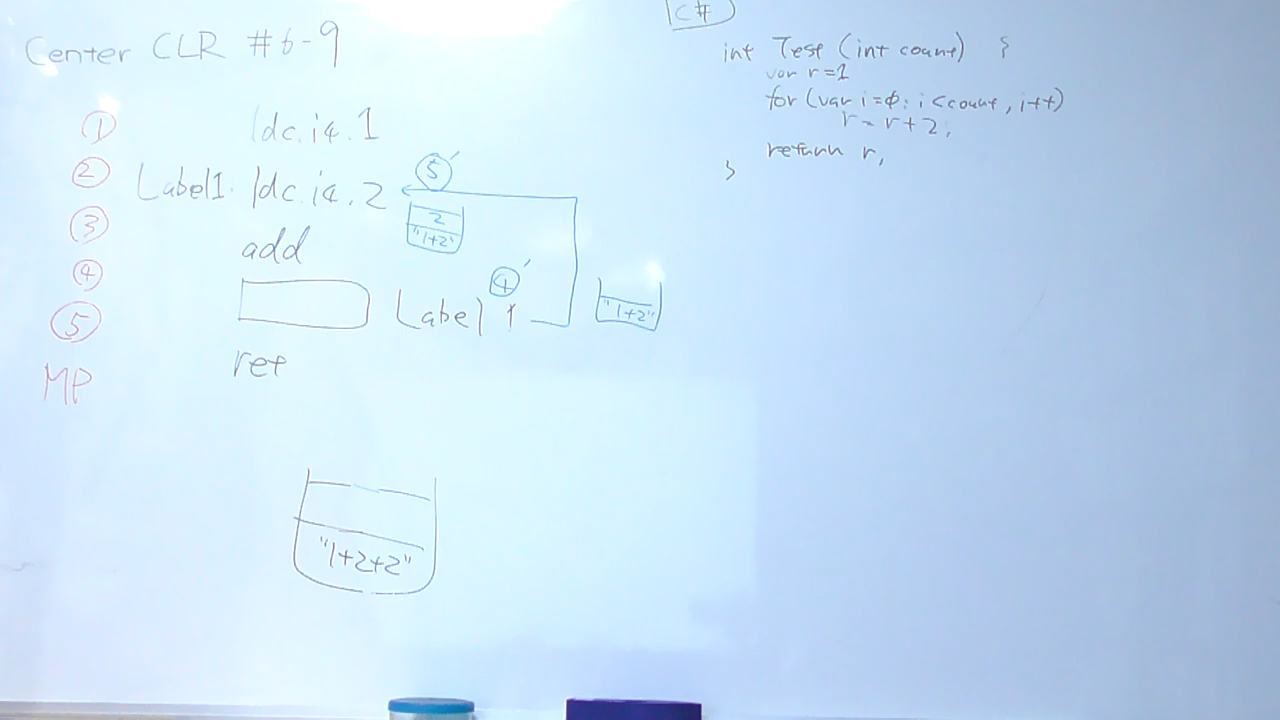 Center CLR #6-9
① ldc.i4.1
② Label1. ldc.i4.2
③ add
④ Label 1
⑤ ret
MP
⑤′
2
"1+2"
④′
"1+2"
"1+2+2"
C#
int Test (int count) {
var r=1
for (var i=φ; i<count, i++)
r=r+2;
return r,
}